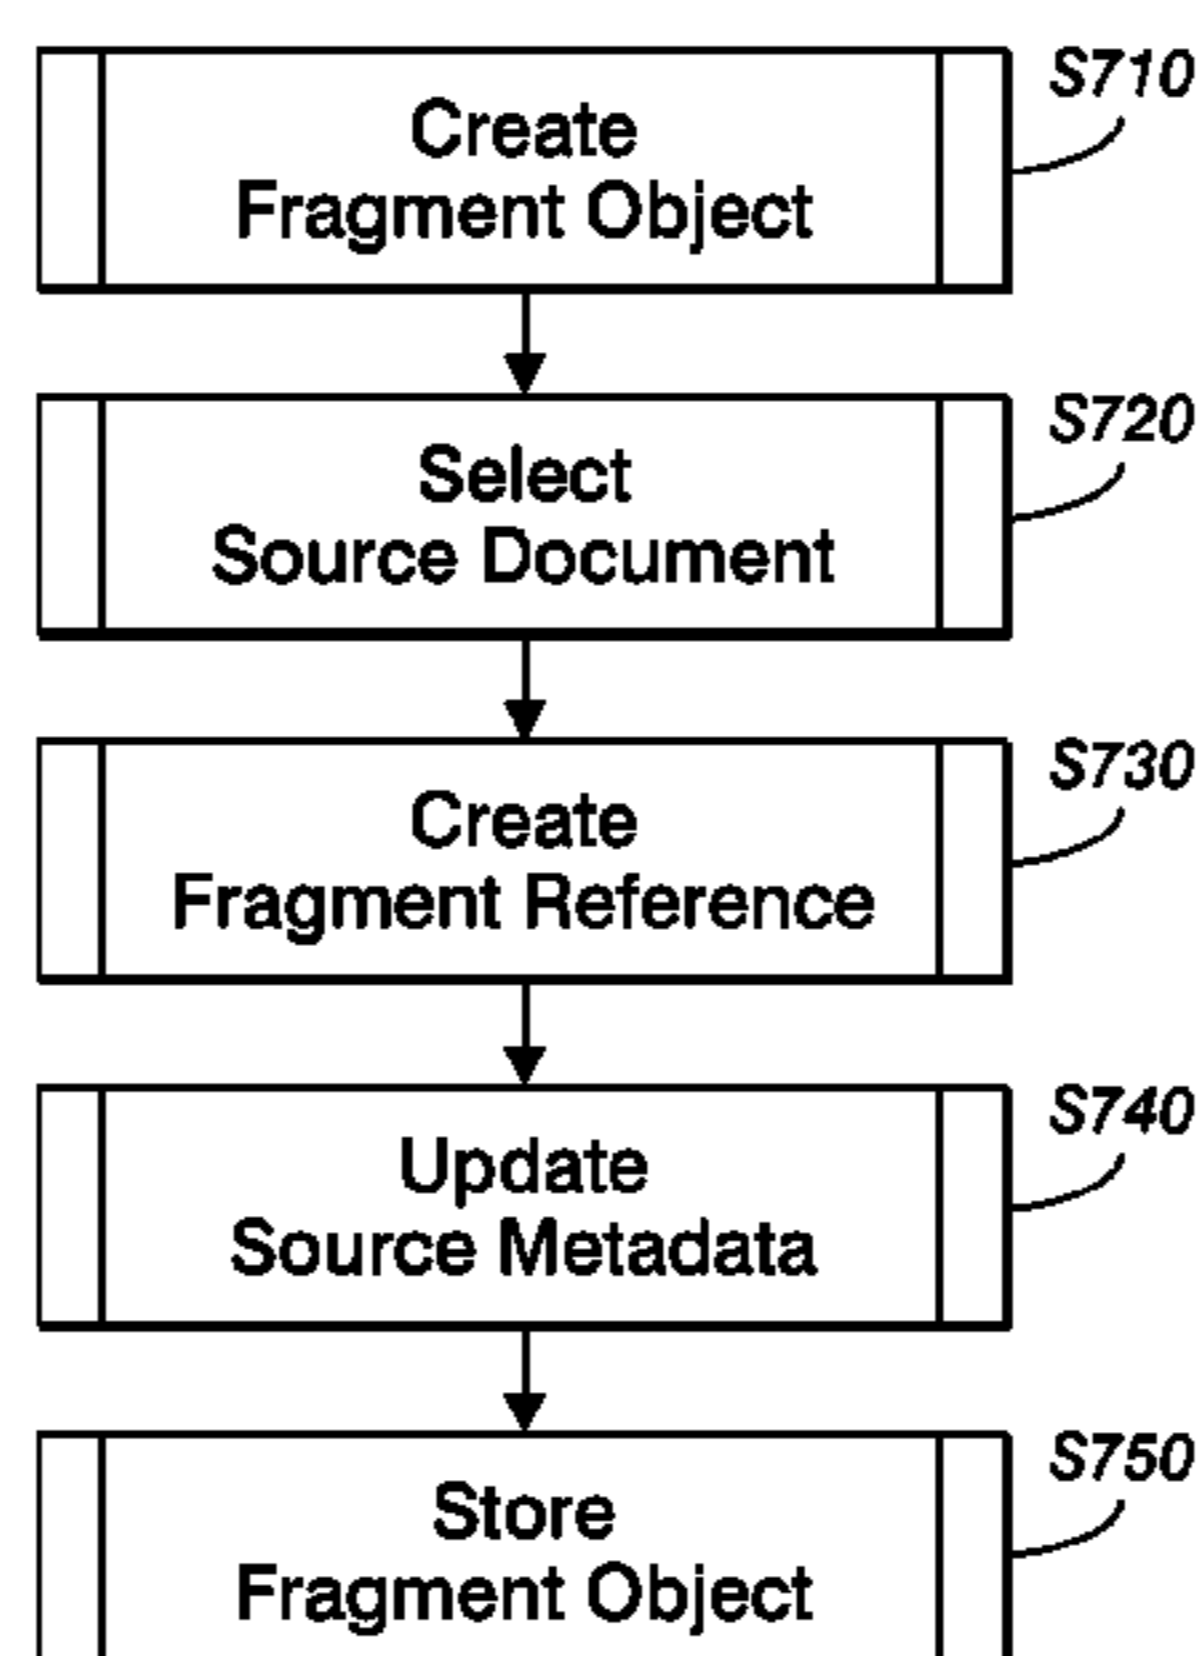 S710
Create
Fragment Object
S720
Select
Source Document
S730
Create
Fragment Reference
S740
Update
Source Metadata
S750
Store
Fragment Object